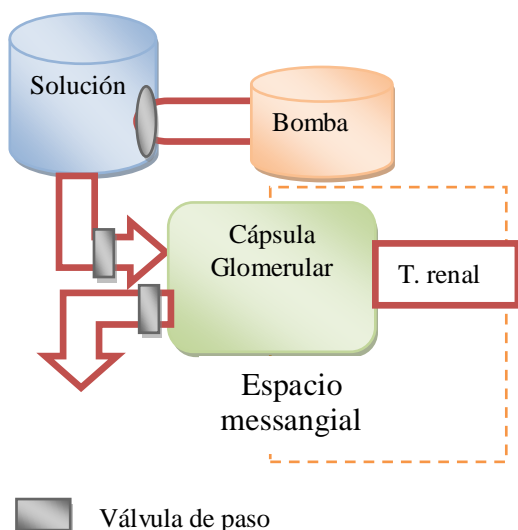 Solución
Bomba
Cápsula
Glomerular
T. renal
Espacio
messangial
Válvula de paso